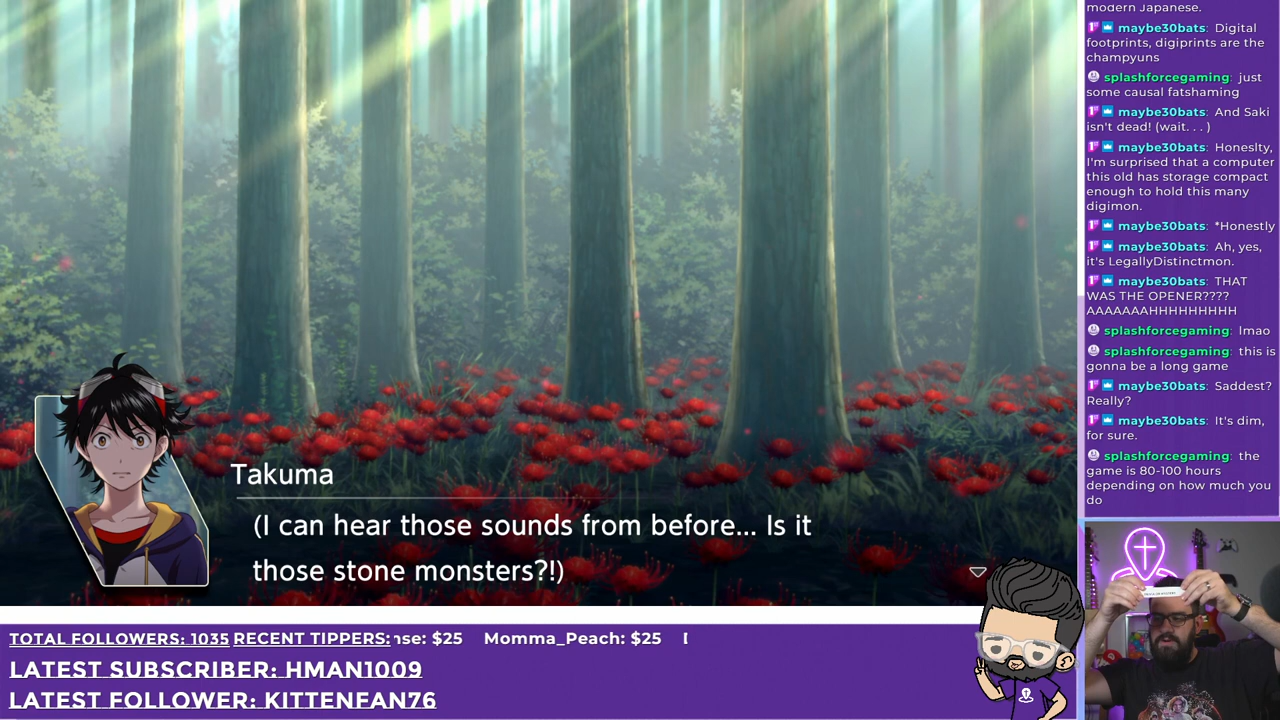 Takuma
(I can hear those sounds from before... Is it
those stone monsters?!)
modern Japanese.
maybe30bats: Digital
footprints, digiprints are the
champyuns
splashforcegaming: just
some causal fatshaming
maybe30bats: And Saki
isn't dead! (wait. . . )
maybe30bats: Honeslty,
I'm surprised that a computer
this old has storage compact
enough to hold this many
digimon.
maybe30bats: *Honestly
maybe30bats: Ah, yes,
it's LegallyDistinctmon.
maybe30bats: THAT
WAS THE OPENER????
AAAAAAAHHHHHHHHH
splashforcegaming: lmao
splashforcegaming: this is
gonna be a long game
maybe30bats: Saddest?
Really?
maybe30bats: It's dim,
for sure.
splashforcegaming: the
game is 80-100 hours
depending on how much you
do
TOTAL FOLLOWERS: 1035 RECENT TIPPERS: nse: $25 Momma_Peach: $25
LATEST SUBSCRIBER: HMAN1009
LATEST FOLLOWER: KITTENFAN76